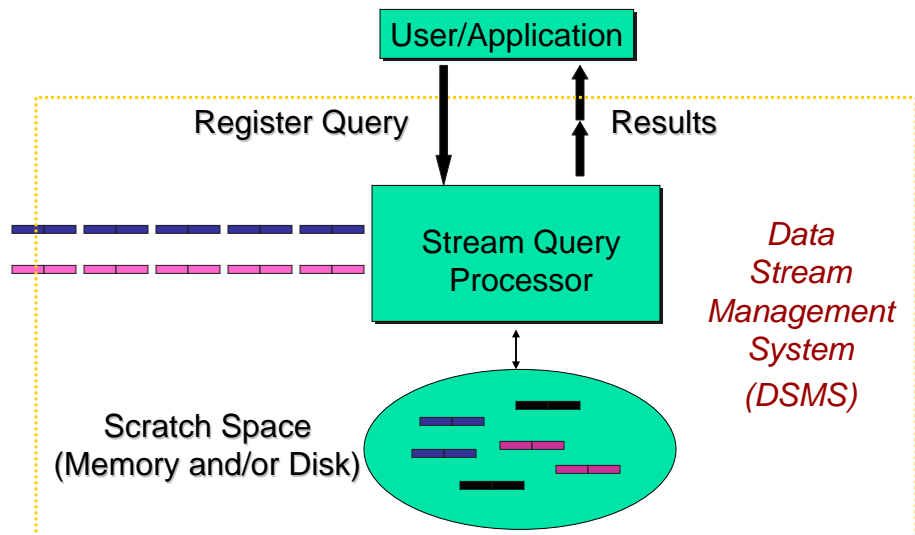 User/Application
Register Query
Results
Stream Query
Processor
Data
Stream
Management
System
(DSMS)
Scratch Space
(Memory and/or Disk)